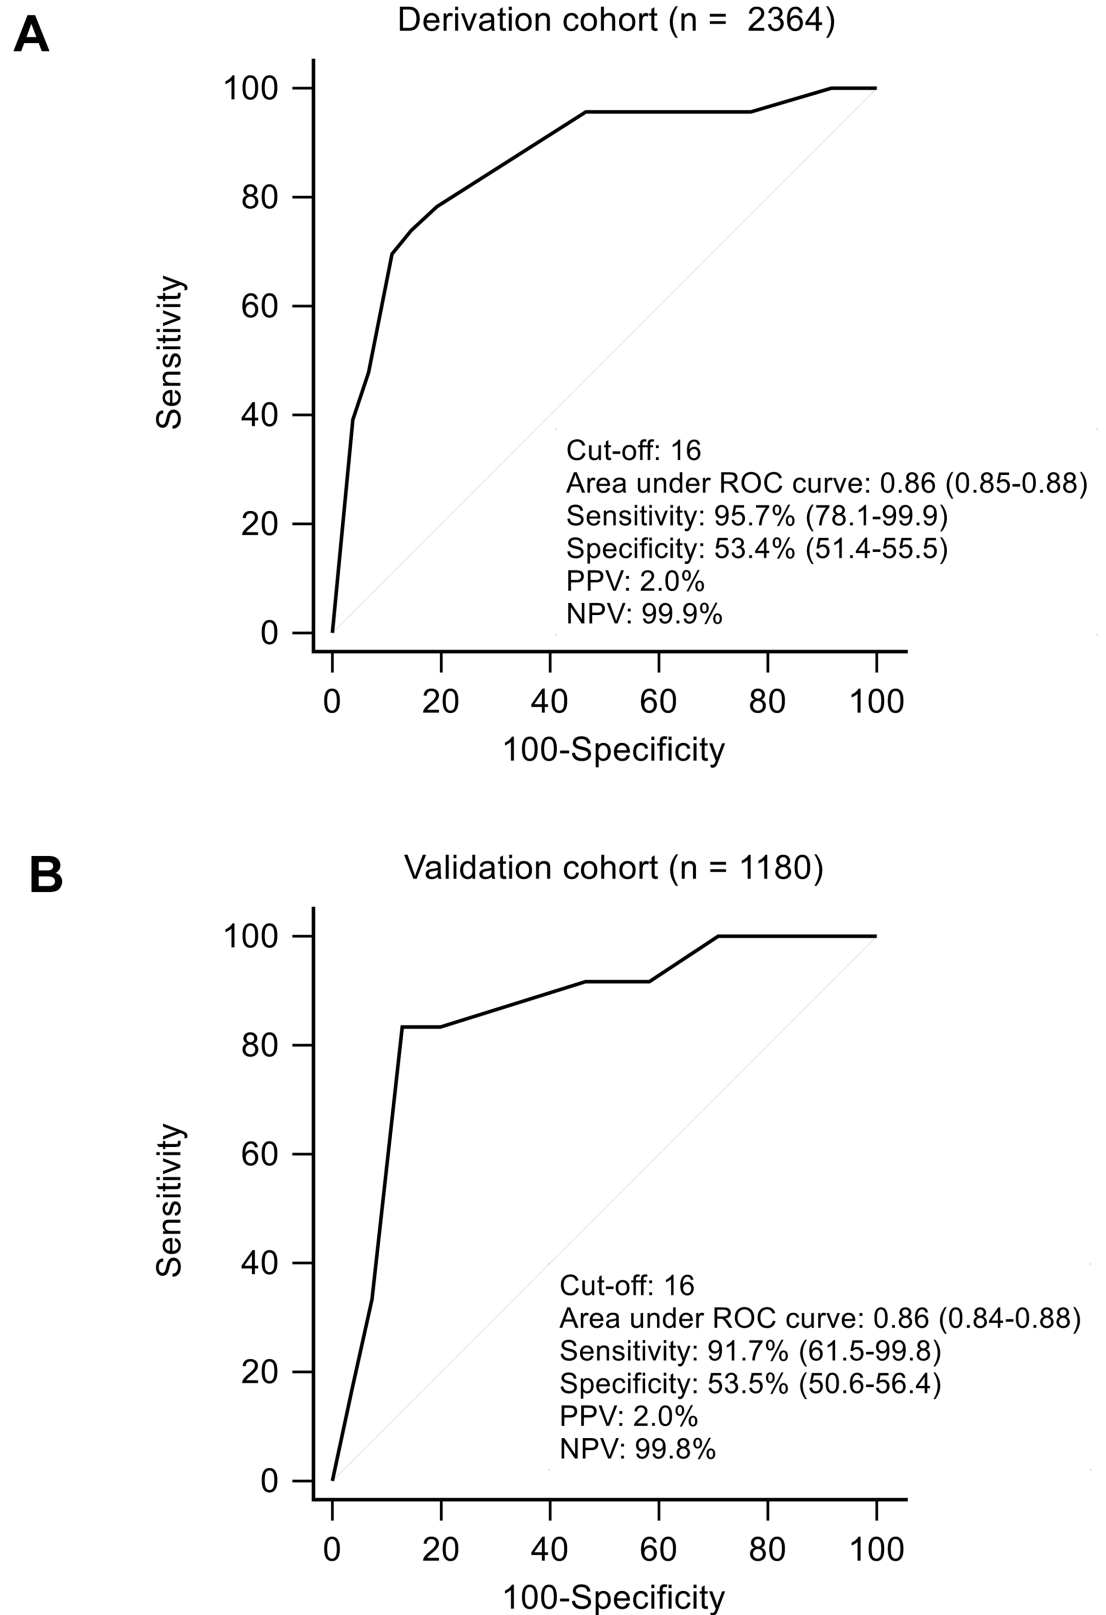 A
Derivation cohort (n = 2364)
100
80
60
40
20
0
Sensitivity
Cut-off: 16
Area under ROC curve: 0.86 (0.85-0.88)
Sensitivity: 95.7% (78.1-99.9)
Specificity: 53.4% (51.4-55.5)
PPV: 2.0%
NPV: 99.9%
0 20 40 60 80 100
100-Specificity
B
Validation cohort (n = 1180)
100
80
60
40
20
0
Sensitivity
Cut-off: 16
Area under ROC curve: 0.86 (0.84-0.88)
Sensitivity: 91.7% (61.5-99.8)
Specificity: 53.5% (50.6-56.4)
PPV: 2.0%
NPV: 99.8%
0 20 40 60 80 100
100-Specificity